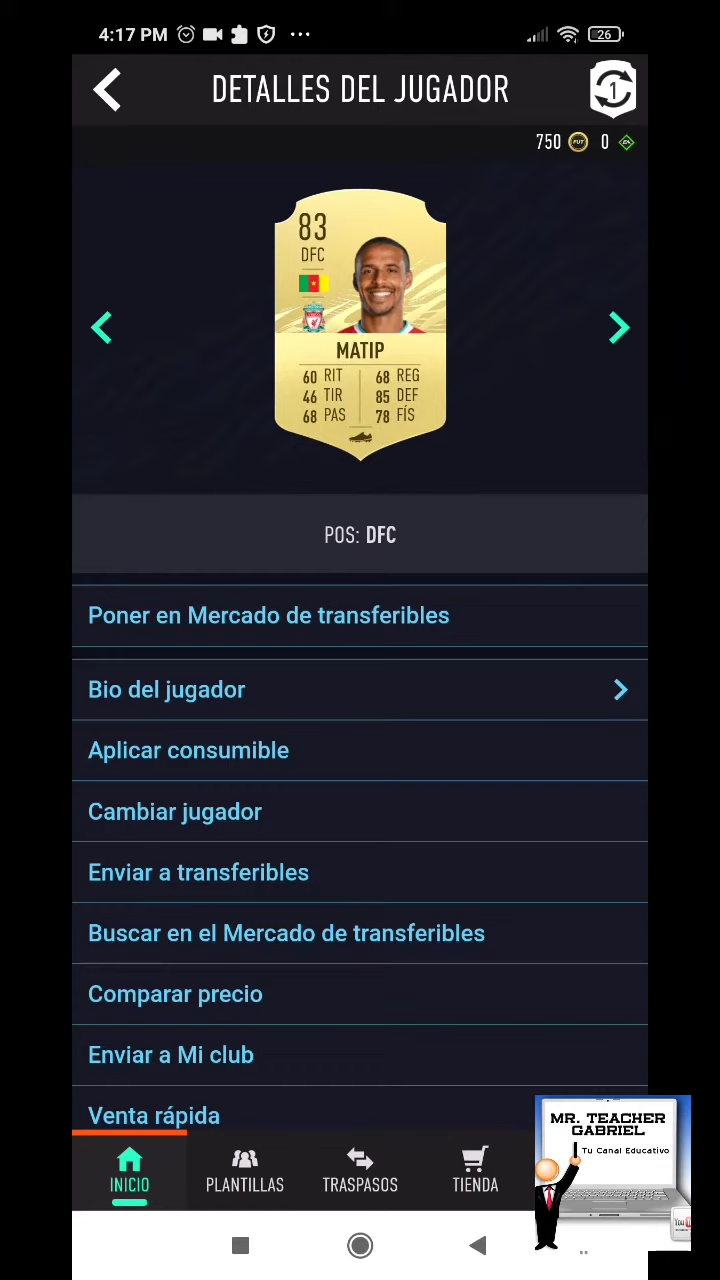 4:17 PM
26
DETALLES DEL JUGADOR
1
750 FUT 0
83
DFC
MATIP
60 RIT 68 REG
46 TIR 85 DEF
68 PAS 78 FÍS
POS: DFC
Poner en Mercado de transferibles
Bio del jugador
Aplicar consumible
Cambiar jugador
Enviar a transferibles
Buscar en el Mercado de transferibles
Comparar precio
Enviar a Mi club
Venta rápida
MR. TEACHER
GABRIEL
Tu Canal Educativo
You
INICIO PLANTILLAS TRASPASOS TIENDA